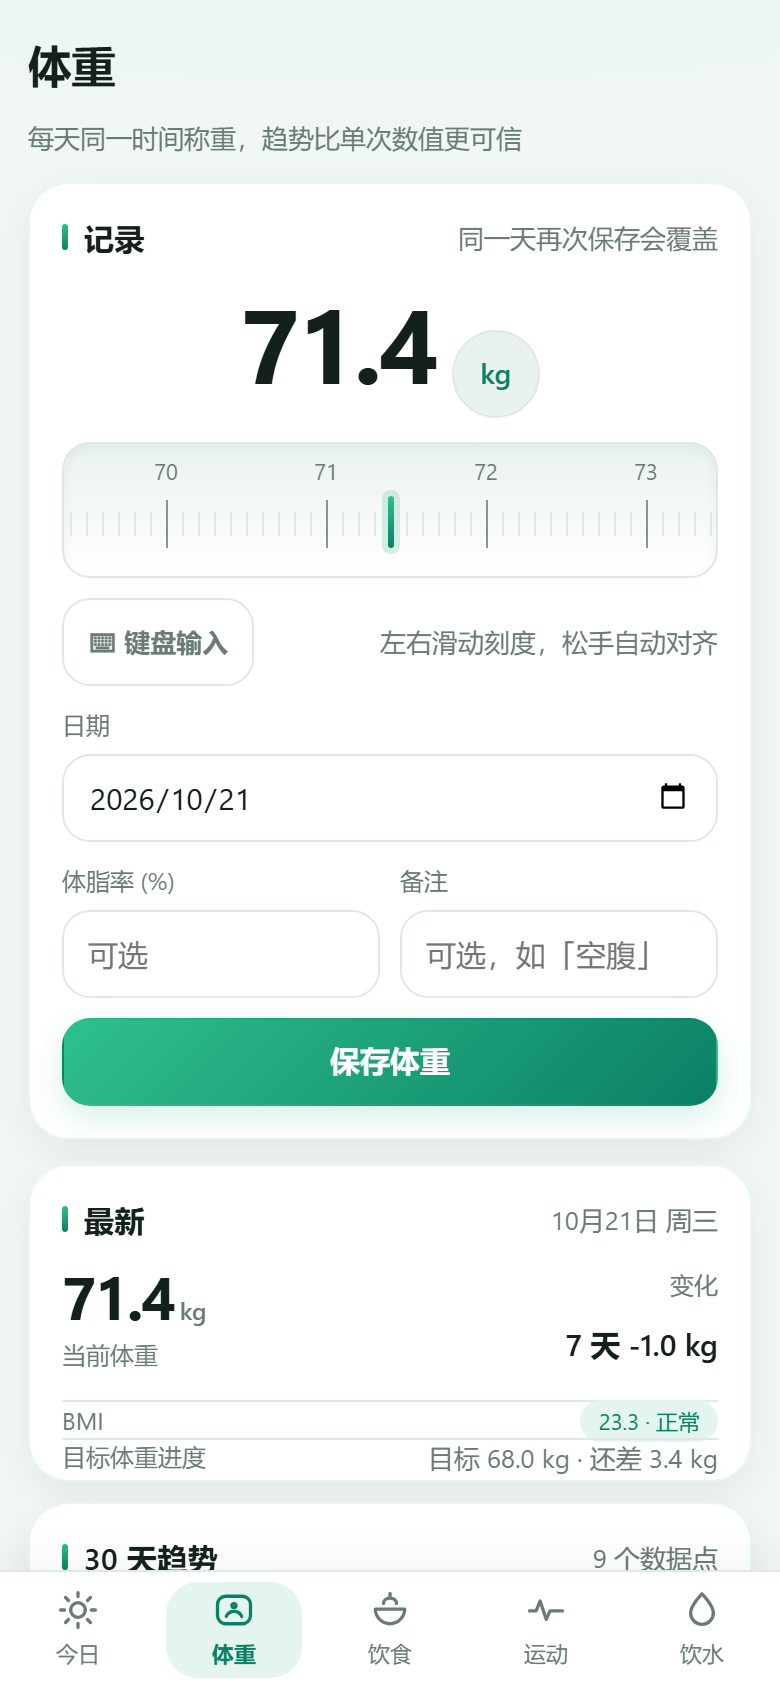 体重
每天同一时间称重，趋势比单次数值更可信
记录 同一天再次保存会覆盖
71.4 kg
70 71 72 73
键盘输入 左右滑动刻度，松手自动对齐
日期
2026/10/21
体脂率 (%) 备注
可选 可选，如「空腹」
保存体重
最新 10月21日 周三
71.4 kg 变化
当前体重 7 天 -1.0 kg
BMI 23.3 · 正常
目标体重进度 目标 68.0 kg · 还差 3.4 kg
30 天趋势 9 个数据点
今日 体重 饮食 运动 饮水